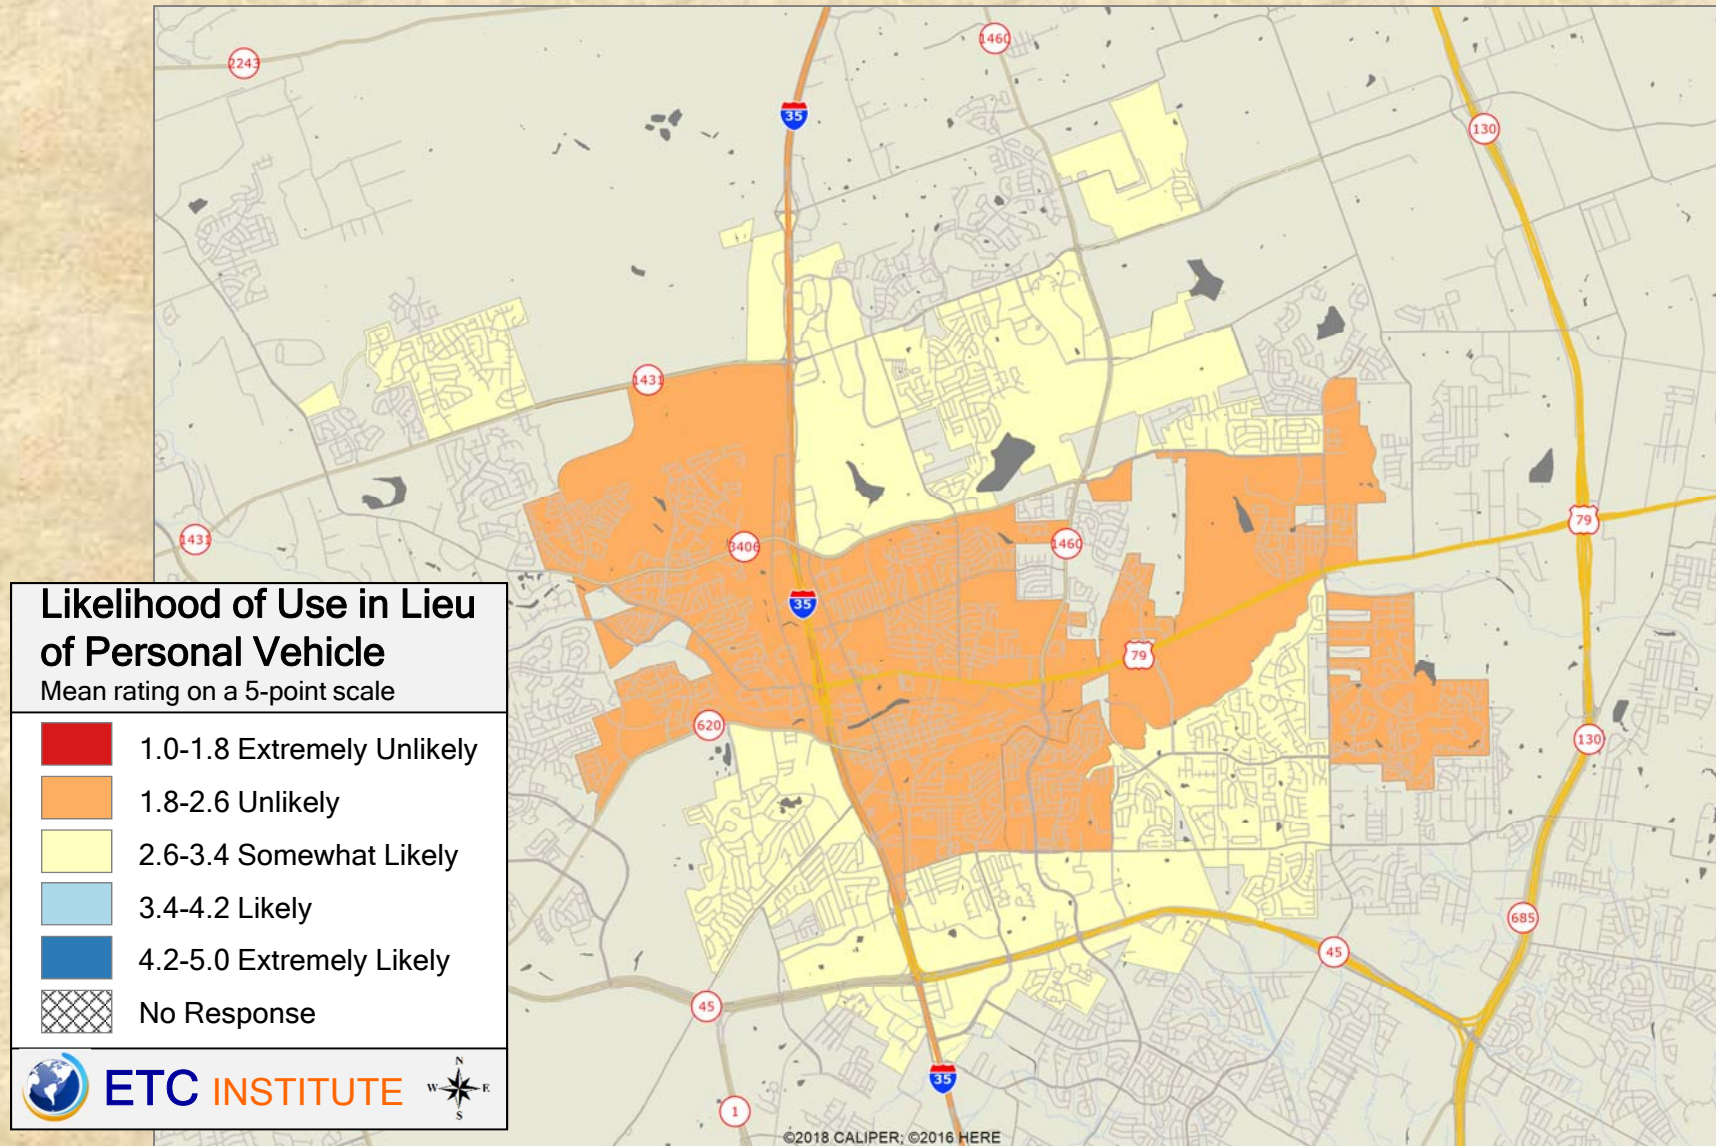 2243
1460
35
130
1431
1431
3406
1460
79
35
79
620
130
685
45
45
35
1
Likelihood of Use in Lieu
of Personal Vehicle
Mean rating on a 5-point scale
1.0-1.8 Extremely Unlikely
1.8-2.6 Unlikely
2.6-3.4 Somewhat Likely
3.4-4.2 Likely
4.2-5.0 Extremely Likely
No Response
ETC INSTITUTE
N
W E
S
©2018 CALIPER; ©2016 HERE